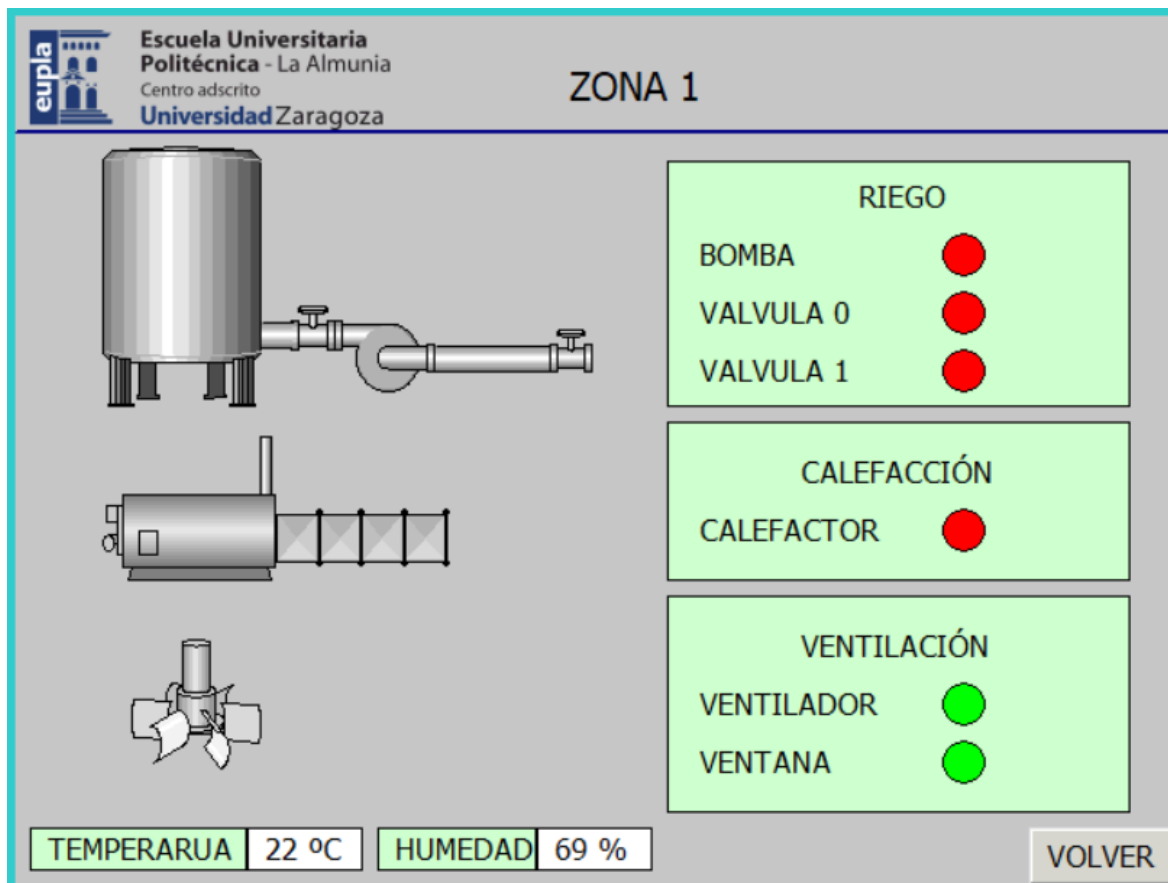 eupla
Escuela Universitaria
Politécnica - La Almunia
Centro adscrito
Universidad Zaragoza
ZONA 1
RIEGO
BOMBA
VALVULA 0
VALVULA 1
CALEFACCIÓN
CALEFACTOR
VENTILACIÓN
VENTILADOR
VENTANA
TEMPERARUA 22 ºC HUMEDAD 69 %
VOLVER